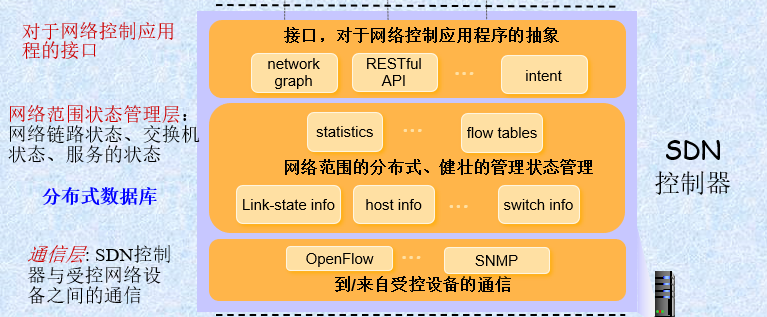 对于网络控制应用
程的接口
接口，对于网络控制应用程序的抽象
network
graph
RESTful
API
...
intent
网络范围状态管理层：
网络链路状态、交换机
状态、服务的状态
分布式数据库
statistics
...
flow tables
网络范围的分布式、健壮的管理状态管理
Link-state info
host info
...
switch info
SDN
控制器
通信层: SDN控制
器与受控网络设
备之间的通信
OpenFlow
...
SNMP
到/来自受控设备的通信